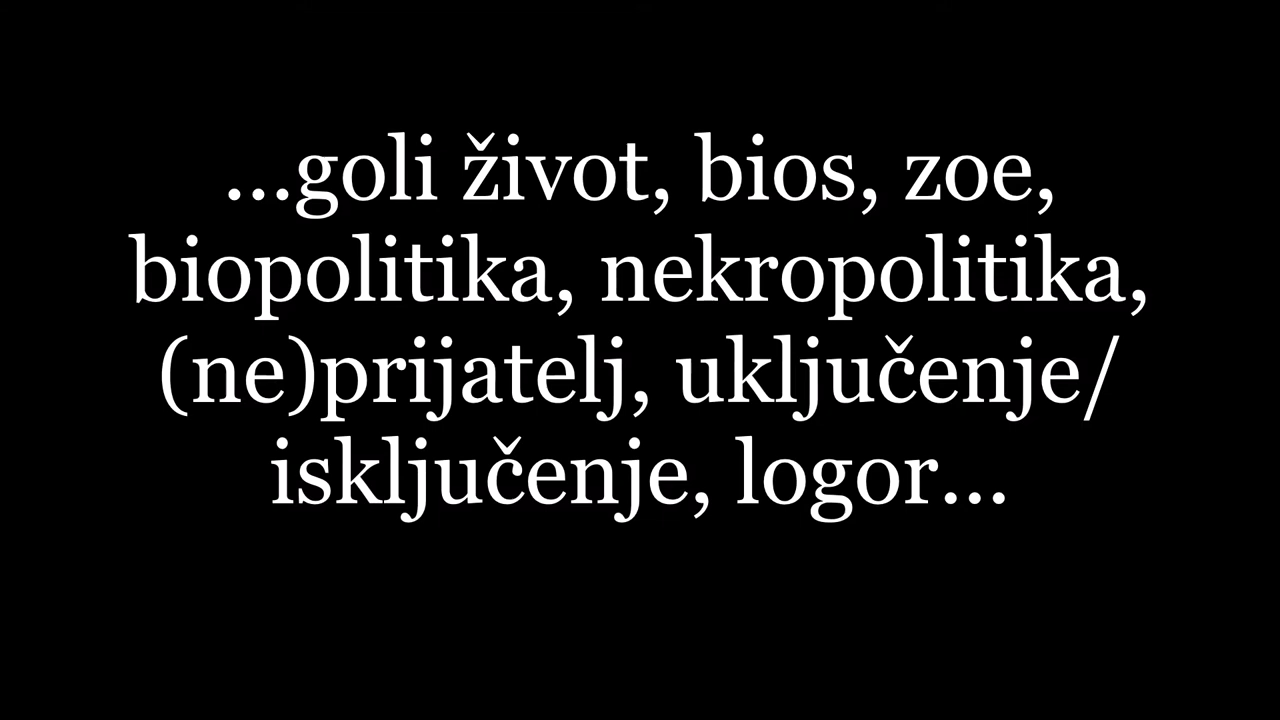 ...goli život, bios, zoe,
biopolitika, nekropolitika,
(ne)prijatelj, uključenje/
isključenje, logor...